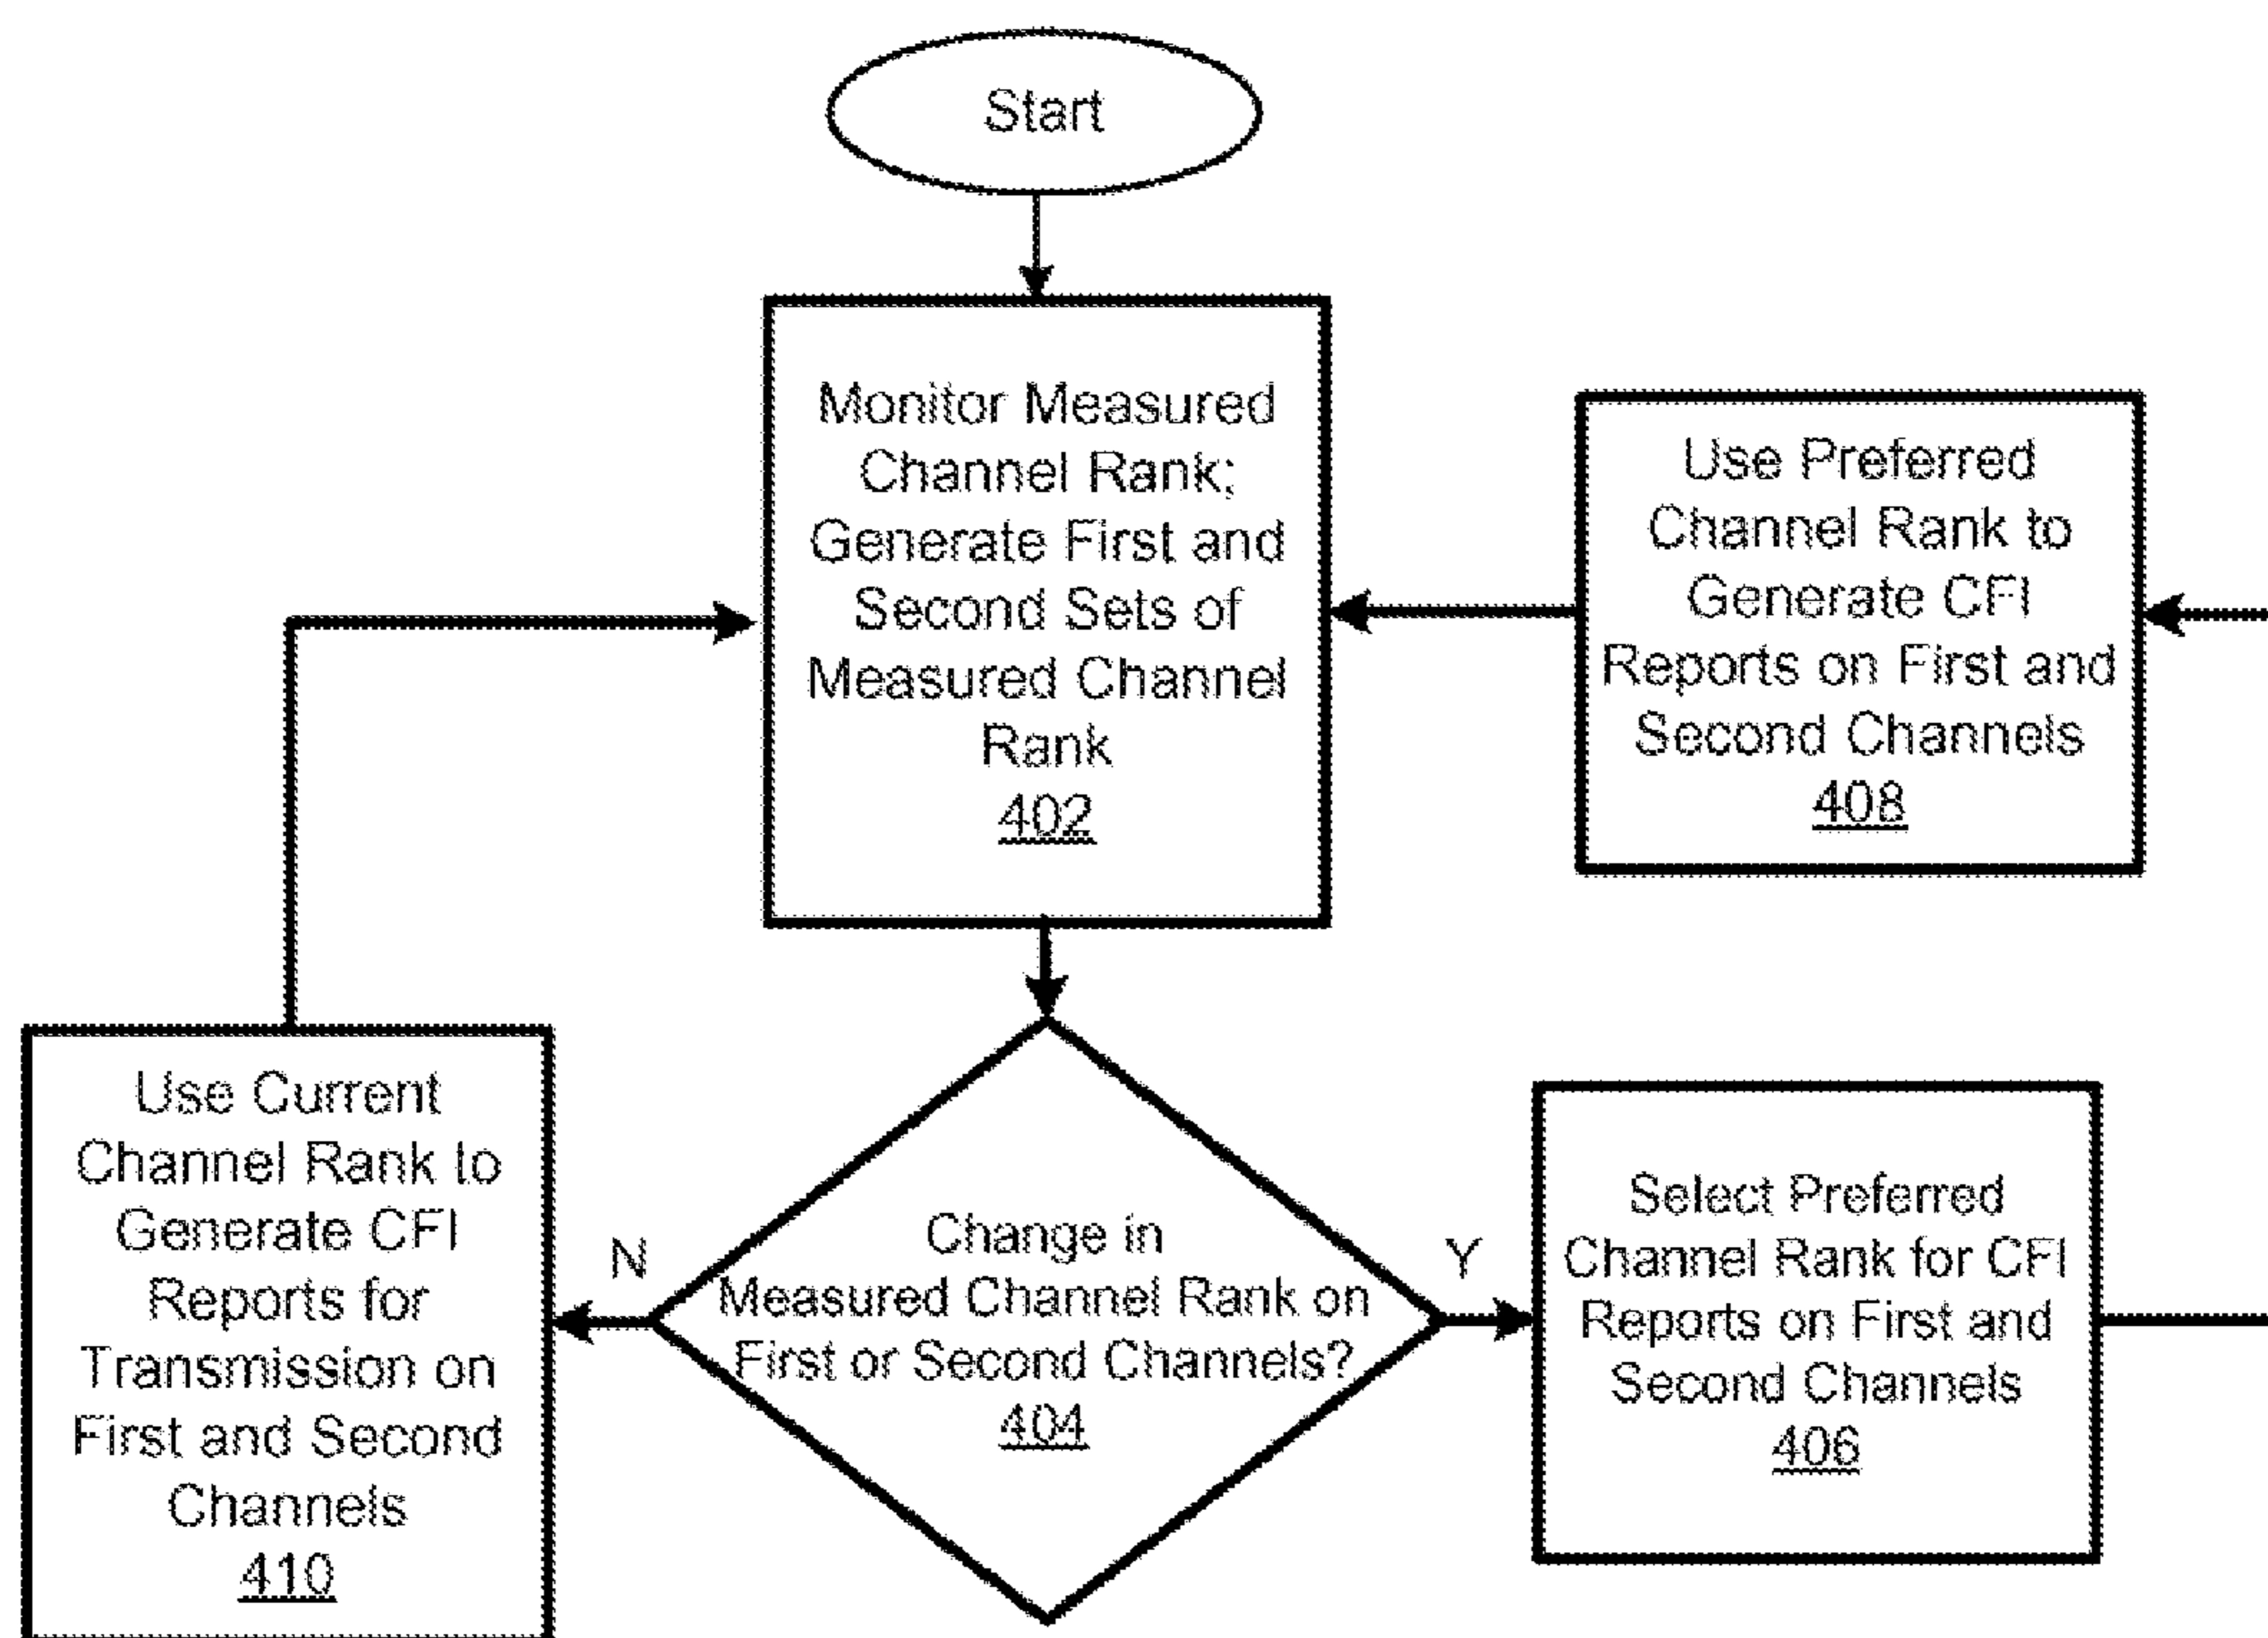 Start
Monitor Measured
Channel Rank;
Generate First and
Second Sets of
Measured Channel
Rank
402
Use Preferred
Channel Rank to
Generate CFI
Reports on First and
Second Channels
408
Use Current
Channel Rank to
Generate CFI
Reports for
Transmission on
First and Second
Channels
410
N
Change in
Measured Channel Rank on
First or Second Channels?
404
Y
Select Preferred
Channel Rank for CFI
Reports on First and
Second Channels
406